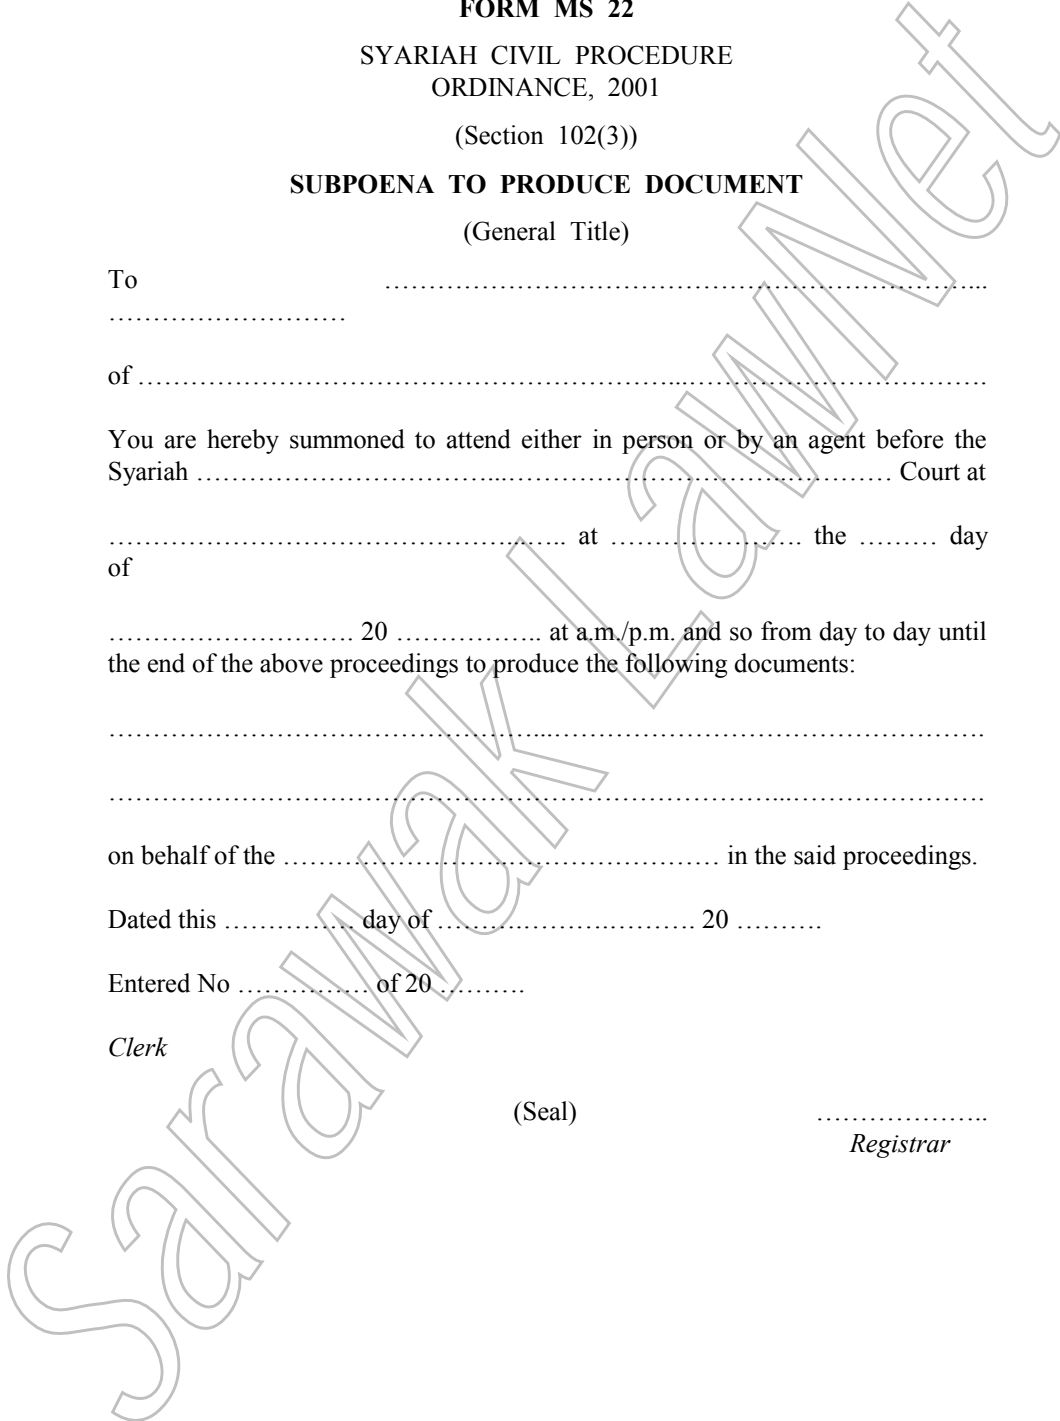 FORM MS 22
SYARIAH CIVIL PROCEDURE
ORDINANCE, 2001
(Section 102(3))
SUBPOENA TO PRODUCE DOCUMENT
(General Title)
To …………………………………………………………..
………………………
of ……………………………………………………...…………………………….
You are hereby summoned to attend either in person or by an agent before the
Syariah ……………………………...………………………….………… Court at
……………………………………….….. at …………………. the ……… day
of
………………………. 20 …………….. at a.m./p.m. and so from day to day until
the end of the above proceedings to produce the following documents:
…………………………………………...………………………………………….
…………………………………………………………………...………………….
on behalf of the …………………………………………… in the said proceedings.
Dated this …………… day of ……….……….………. 20 ……….
Entered No …………… of 20 ……….
Clerk
(Seal) ………………..
Registrar
Sarawak LawNet